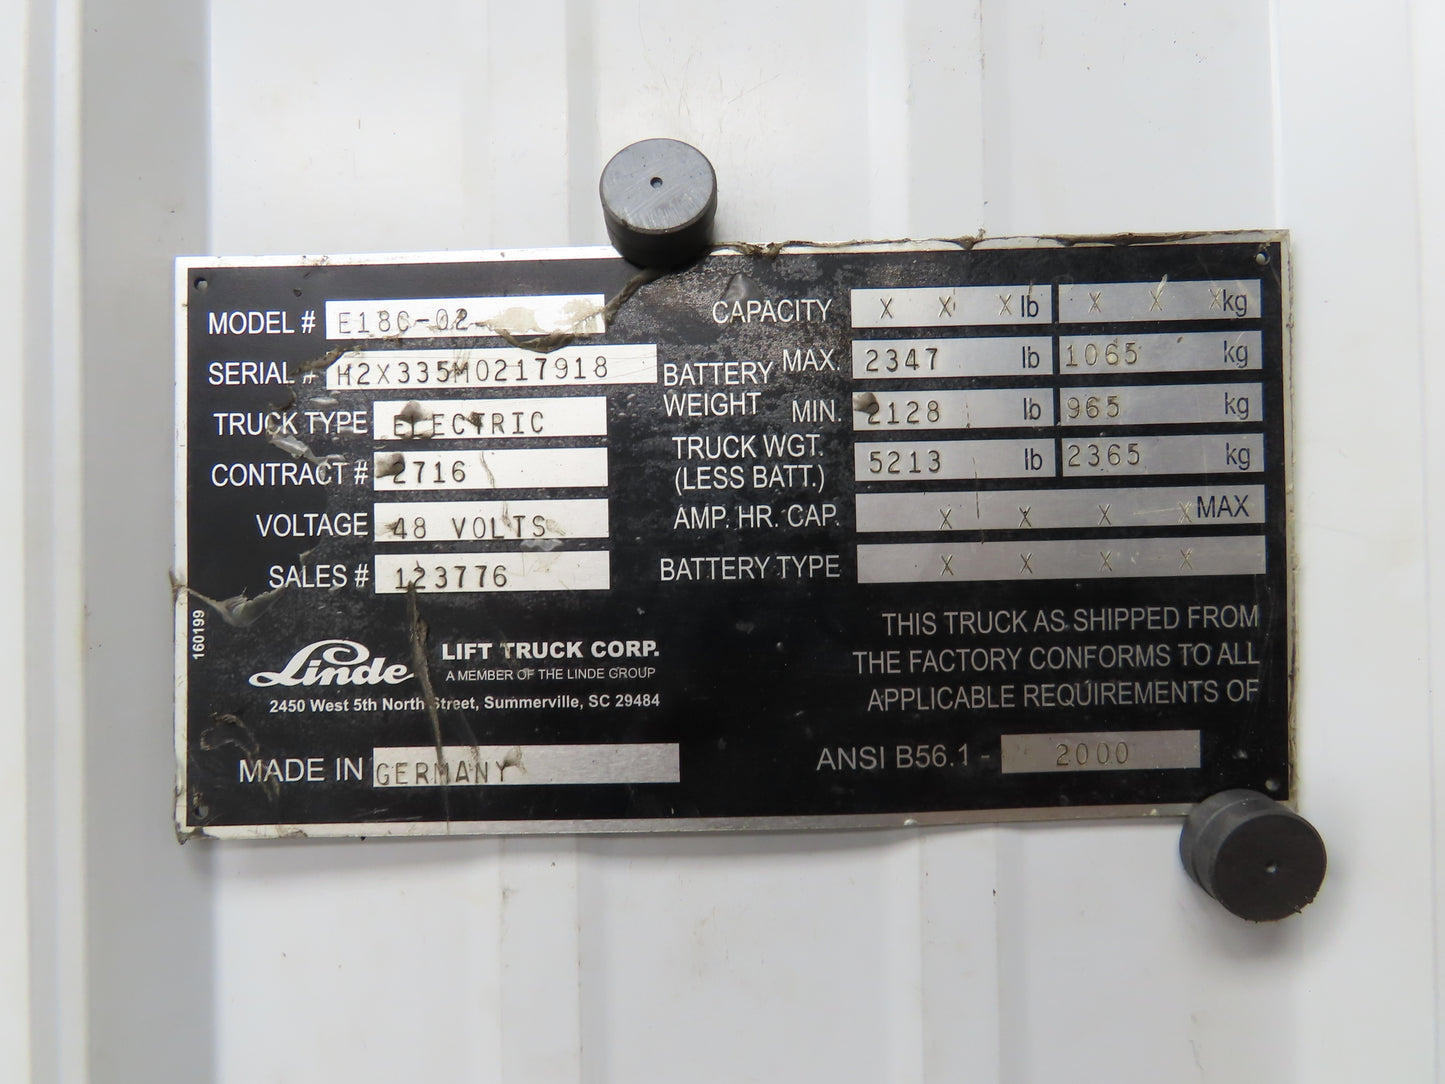 MODEL # E18C-02
SERIAL # H2X335M0217918
TRUCK TYPE ELECTRIC
CONTRACT # 2716
VOLTAGE 48 VOLTS
SALES # 123776
160199
Linde LIFT TRUCK CORP.
A MEMBER OF THE LINDE GROUP
2450 West 5th North Street, Summerville, SC 29484
MADE IN GERMANY
CAPACITY X X X lb X X X kg
BATTERY WEIGHT MAX. 2347 lb 1065 kg
MIN. 2128 lb 965 kg
TRUCK WGT. (LESS BATT.) 5213 lb 2365 kg
AMP. HR. CAP. X X X X MAX
BATTERY TYPE X X X X
THIS TRUCK AS SHIPPED FROM
THE FACTORY CONFORMS TO ALL
APPLICABLE REQUIREMENTS OF
ANSI B56.1 - 2000